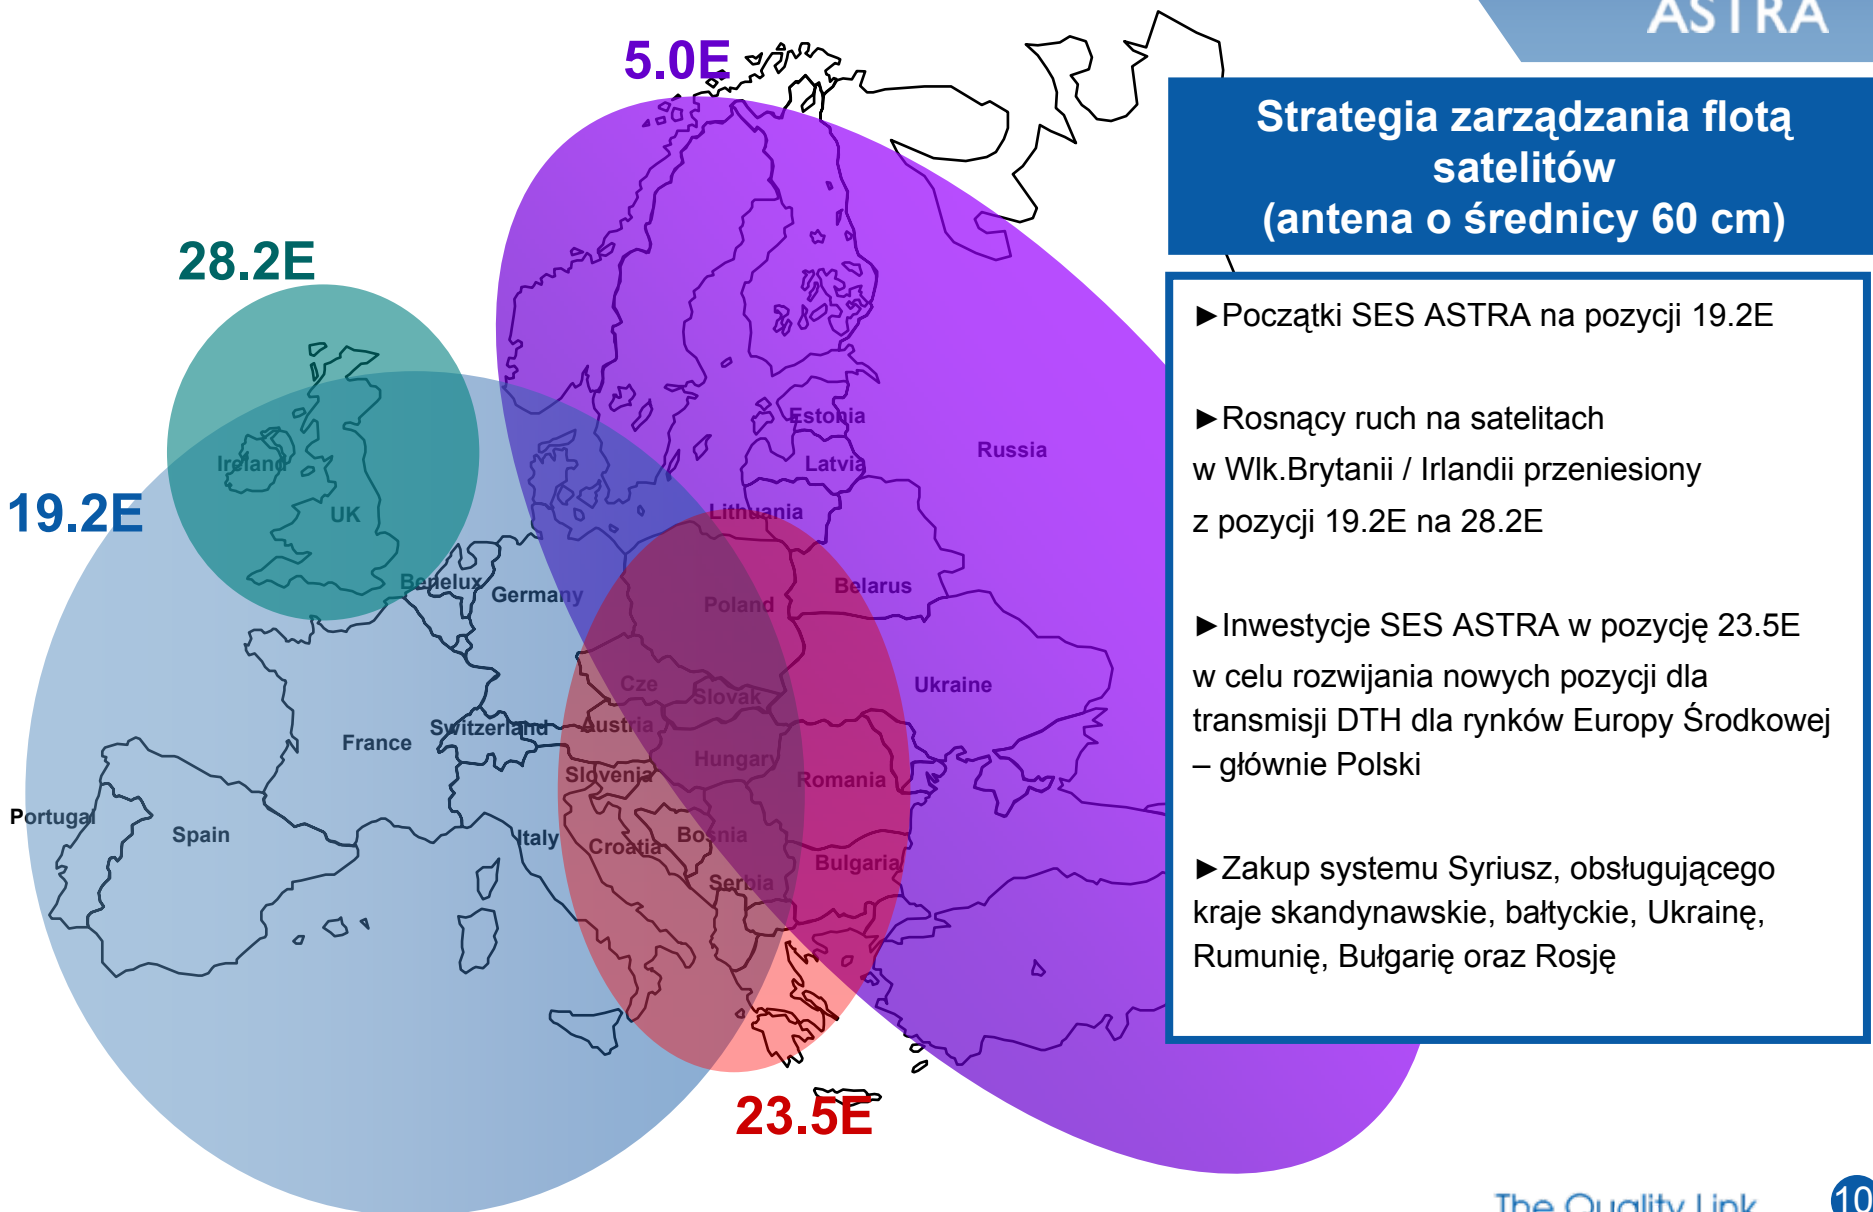 ASTRA
5.0E
Strategia zarządzania flotą
satelitów
(antena o średnicy 60 cm)
28.2E
►Początki SES ASTRA na pozycji 19.2E
►Rosnący ruch na satelitach
w Wlk.Brytanii / Irlandii przeniesiony
z pozycji 19.2E na 28.2E
►Inwestycje SES ASTRA w pozycję 23.5E
w celu rozwijania nowych pozycji dla
transmisji DTH dla rynków Europy Środkowej
– głównie Polski
►Zakup systemu Syriusz, obsługującego
kraje skandynawskie, bałtyckie, Ukrainę,
Rumunię, Bułgarię oraz Rosję
Estonia
Russia
Latvia
Ireland
19.2E
UK
Lithuania
Benelux
Germany
Belarus
Poland
Cze
Slovak
Ukraine
Switzerland
Austria
France
Hungary
Slovenia
Romania
Portugal
Spain
Italy
Croatia
Bosnia
Bulgaria
Serbia
23.5E
The Quality Link
10